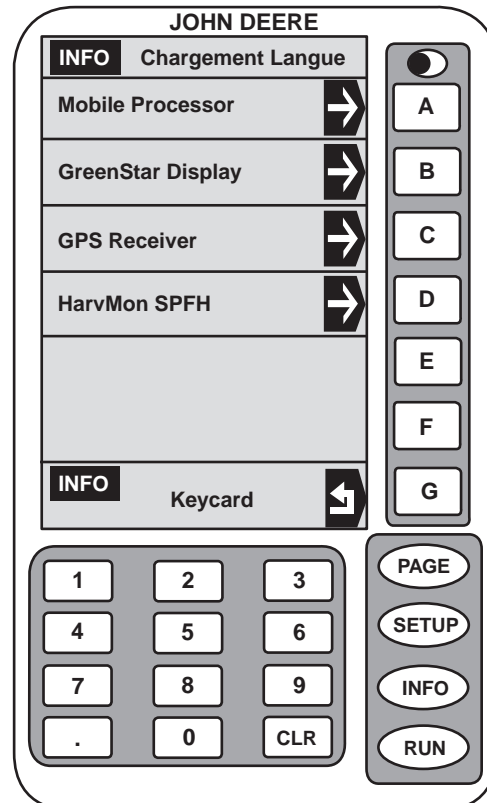 JOHN DEERE
INFO Chargement Langue
Mobile Processor
A
GreenStar Display
B
GPS Receiver
C
HarvMon SPFH
D
E
F
INFO
Keycard
G
1 2 3
4 5 6
7 8 9
. 0 CLR
PAGE
SETUP
INFO
RUN